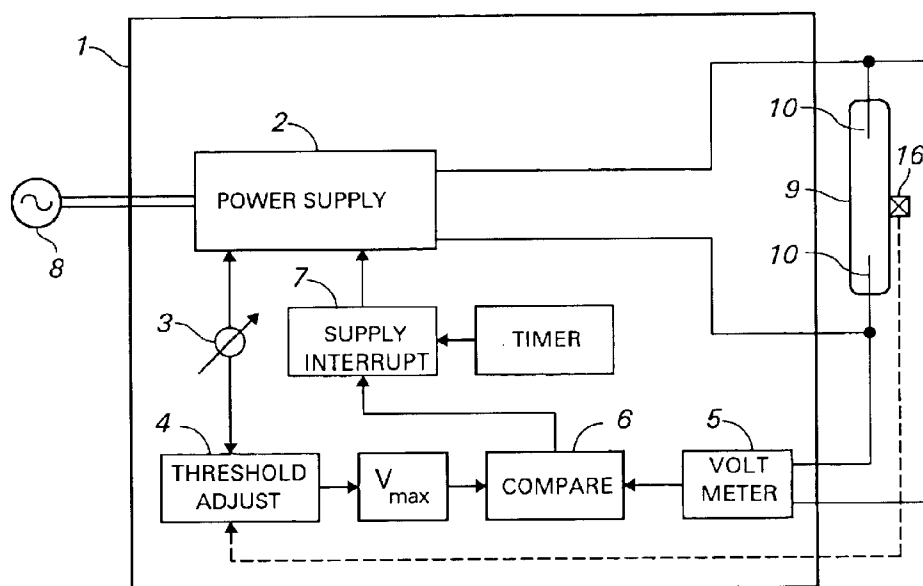 1
2
POWER SUPPLY
8
10
9
16
10
7
3
SUPPLY
INTERRUPT
TIMER
4
THRESHOLD
ADJUST
V max
6
COMPARE
5
VOLT
METER